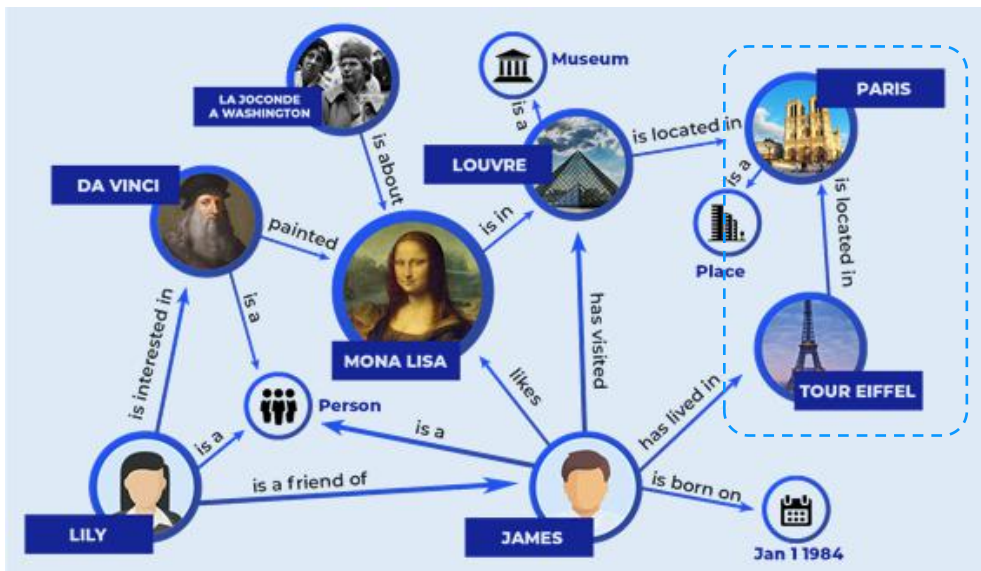 LA JOCONDE
A WASHINGTON
is about
Museum
is a
LOUVRE
is located in
PARIS
is a
Place
is located in
DA VINCI
painted
is a
is in
MONA LISA
is interested in
has visited
likes
has lived in
TOUR EIFFEL
Person
is a
is a
is a friend of
is born on
LILY
JAMES
Jan 1 1984